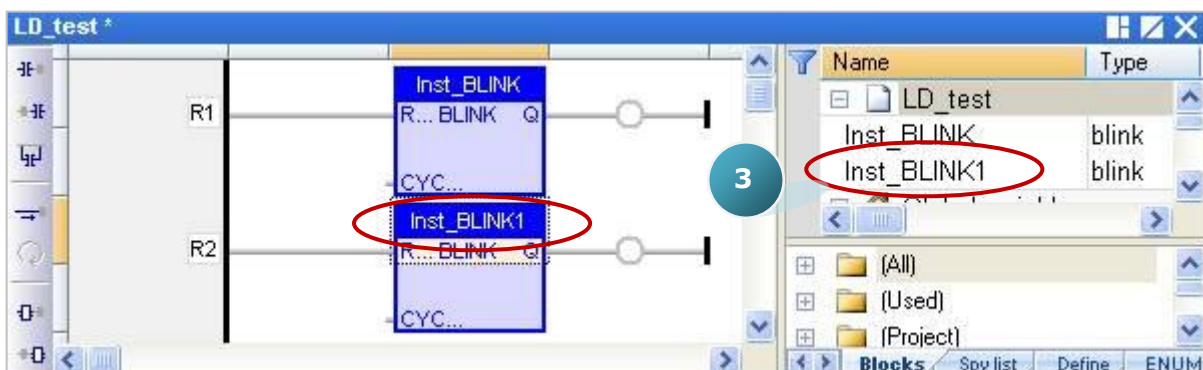 LD_test *
R1
Inst_BLINK
R... BLINK Q
CYC...
R2
Inst_BLINK1
R... BLINK Q
CYC...
3
Name Type
LD_test
Inst_BLINK blink
Inst_BLINK1 blink
(All)
(Used)
(Project)
Blocks Spy list Define ENUM